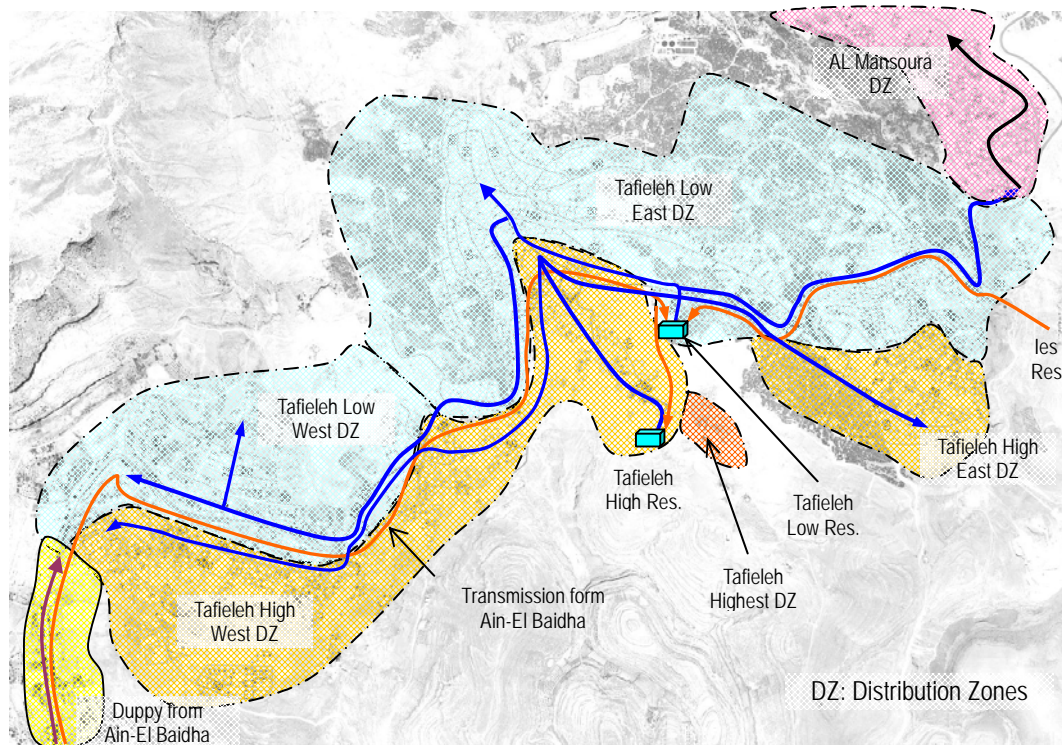 AL Mansoura
DZ
Tafieleh Low
East DZ
les
Res
Tafieleh Low
West DZ
Tafieleh High
East DZ
Tafieleh
High Res.
Tafieleh
Low Res.
Tafieleh
Highest DZ
Transmission form
Ain-El Baidha
Tafieleh High
West DZ
DZ: Distribution Zones
Duppy from
Ain-El Baidha